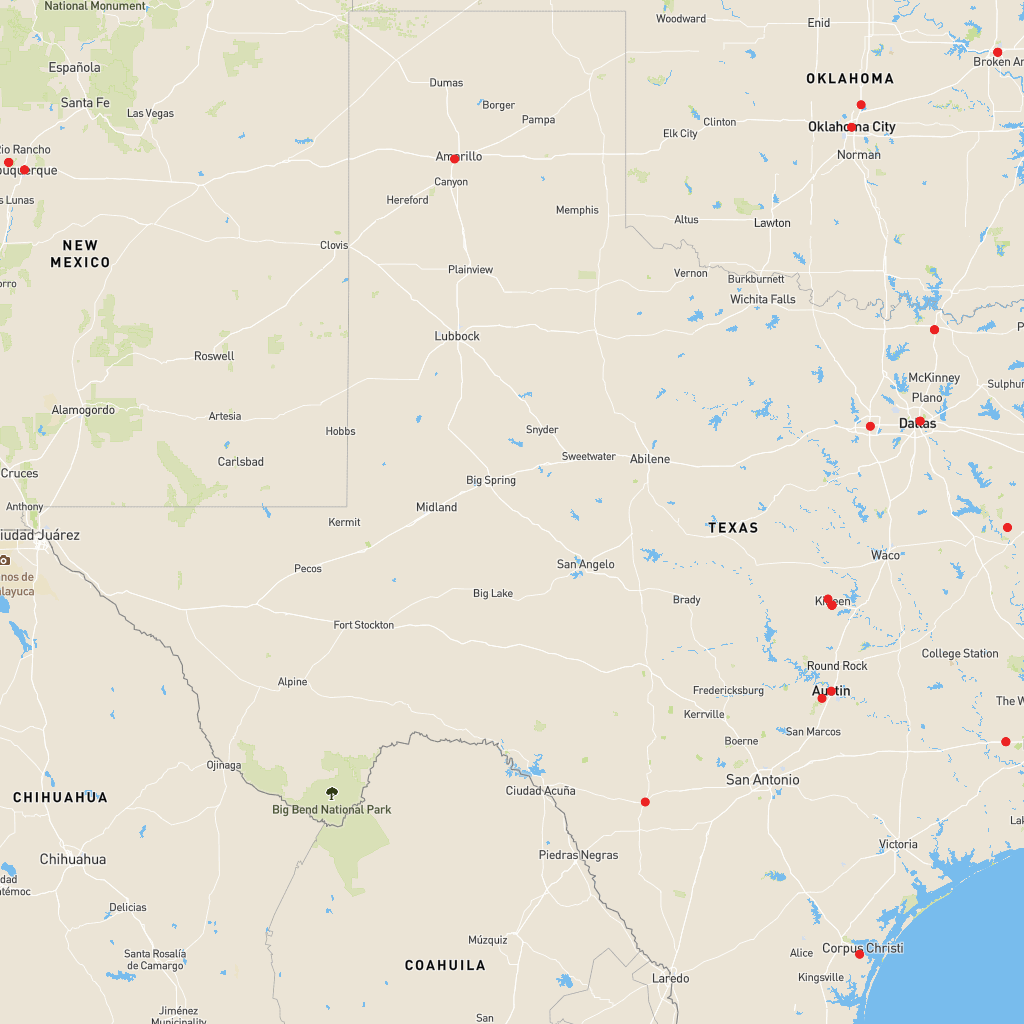 National Monument
Woodward
Enid
Española
Broken Ar
OKLAHOMA
Dumas
Santa Fe
Borger
Las Vegas
Pampa
Clinton
Oklahoma City
Elk City
Rio Rancho
Amarillo
Norman
buquerque
Canyon
s Lunas
Hereford
Memphis
Altus
Lawton
NEW
MEXICO
Clovis
Plainview
Vernon
Burkburnett
orro
Wichita Falls
P
Lubbock
Roswell
McKinney
Sulphu
Plano
Alamogordo
Artesia
Dallas
Hobbs
Snyder
Sweetwater
Abilene
Carlsbad
Cruces
Big Spring
Anthony
Midland
Kermit
TEXAS
iudad Juárez
Waco
Pecos
San Angelo
nos de
alayuca
Big Lake
Brady
Killeen
Fort Stockton
College Station
Round Rock
Alpine
Fredericksburg
Austin
The W
Kerrville
San Marcos
Boerne
Ojinaga
San Antonio
Ciudad Acuña
CHIHUAHUA
Big Bend National Park
Lak
Victoria
Chihuahua
Piedras Negras
dad
témoc
Delicias
Múzquiz
Corpus Christi
Alice
Santa Rosalía
de Camargo
COAHUILA
Laredo
Kingsville
Jiménez
Municipality
San